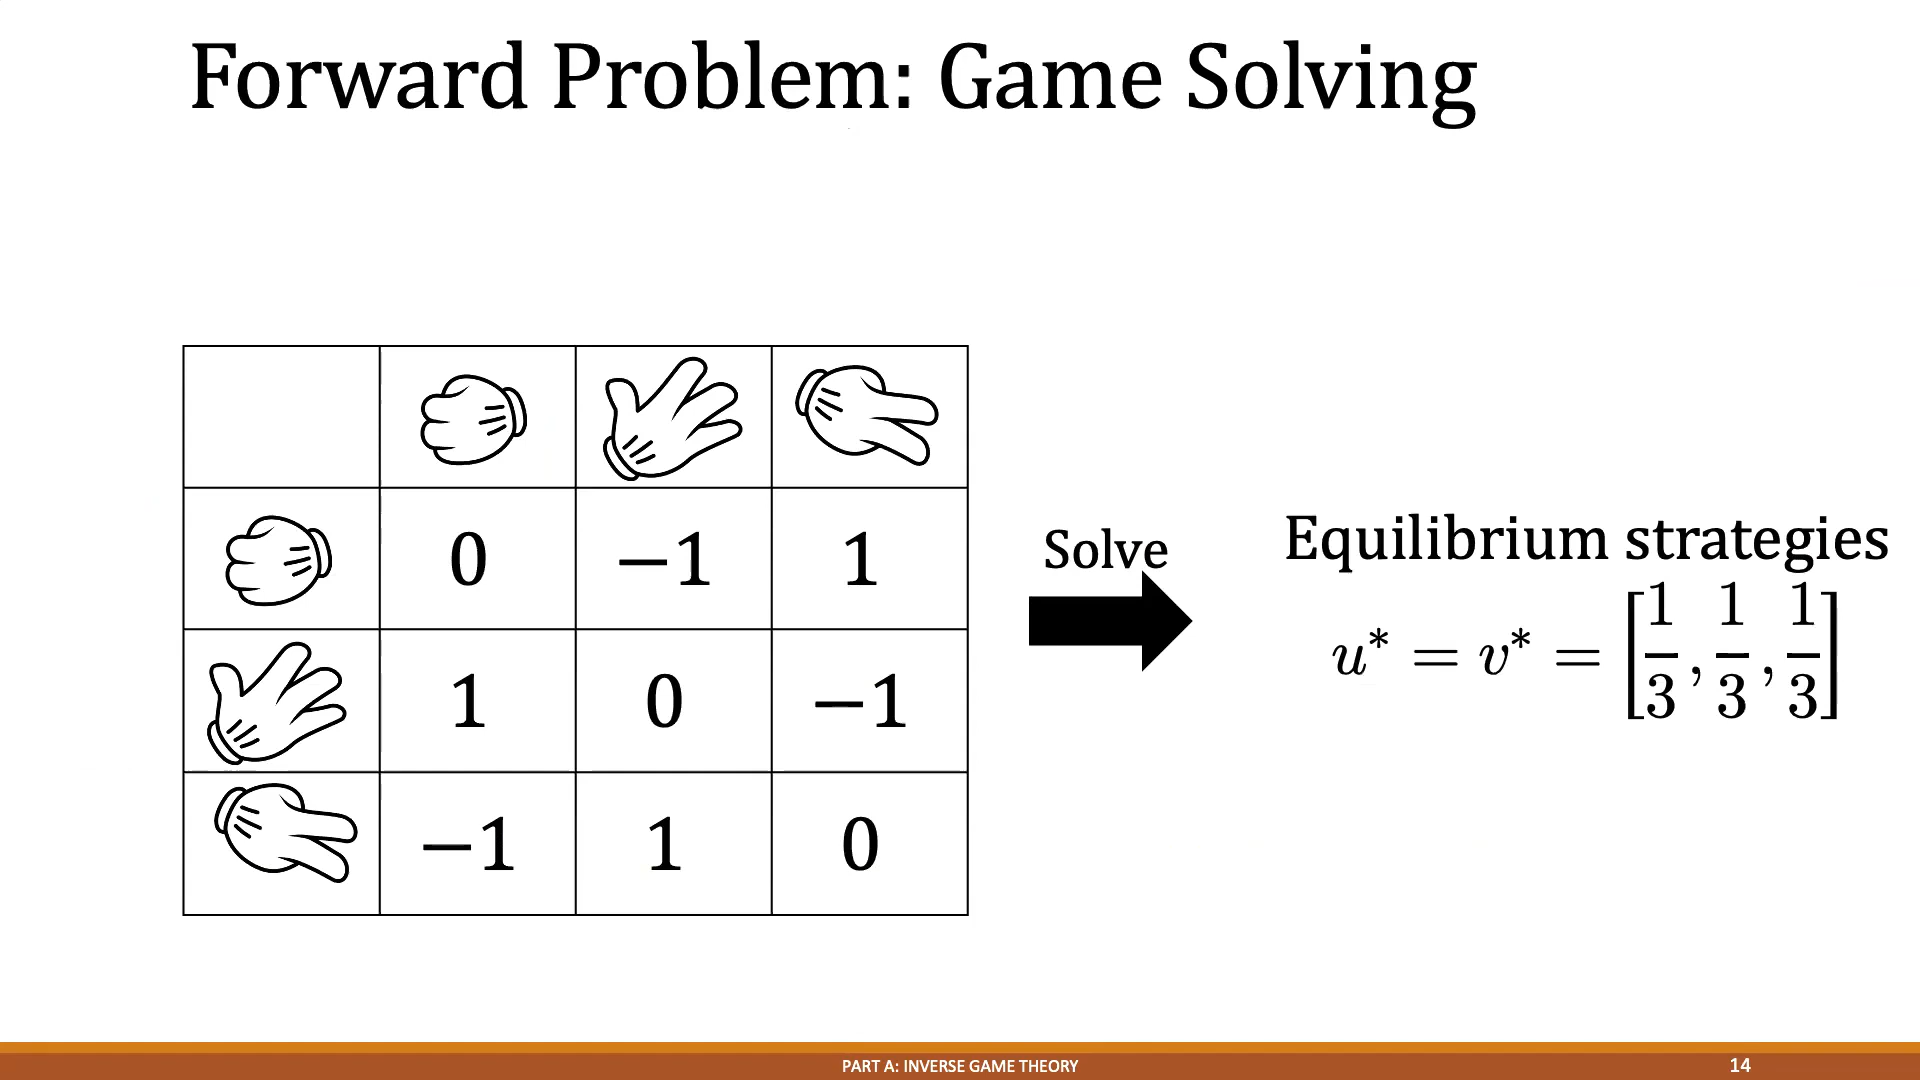 Forward Problem: Game Solving
0 −1 1
1 0 −1
−1 1 0
Solve
Equilibrium strategies
u* = v* = [1/3, 1/3, 1/3]
PART A: INVERSE GAME THEORY
14